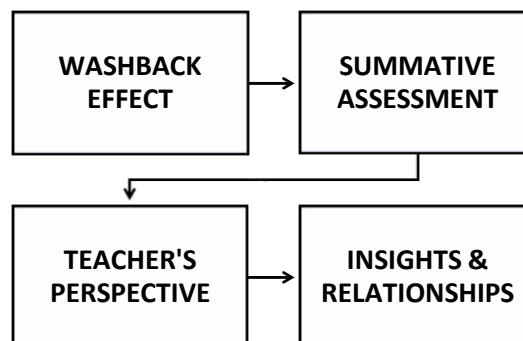 WASHBACK
EFFECT
SUMMATIVE
ASSESSMENT
TEACHER'S
PERSPECTIVE
INSIGHTS &
RELATIONSHIPS